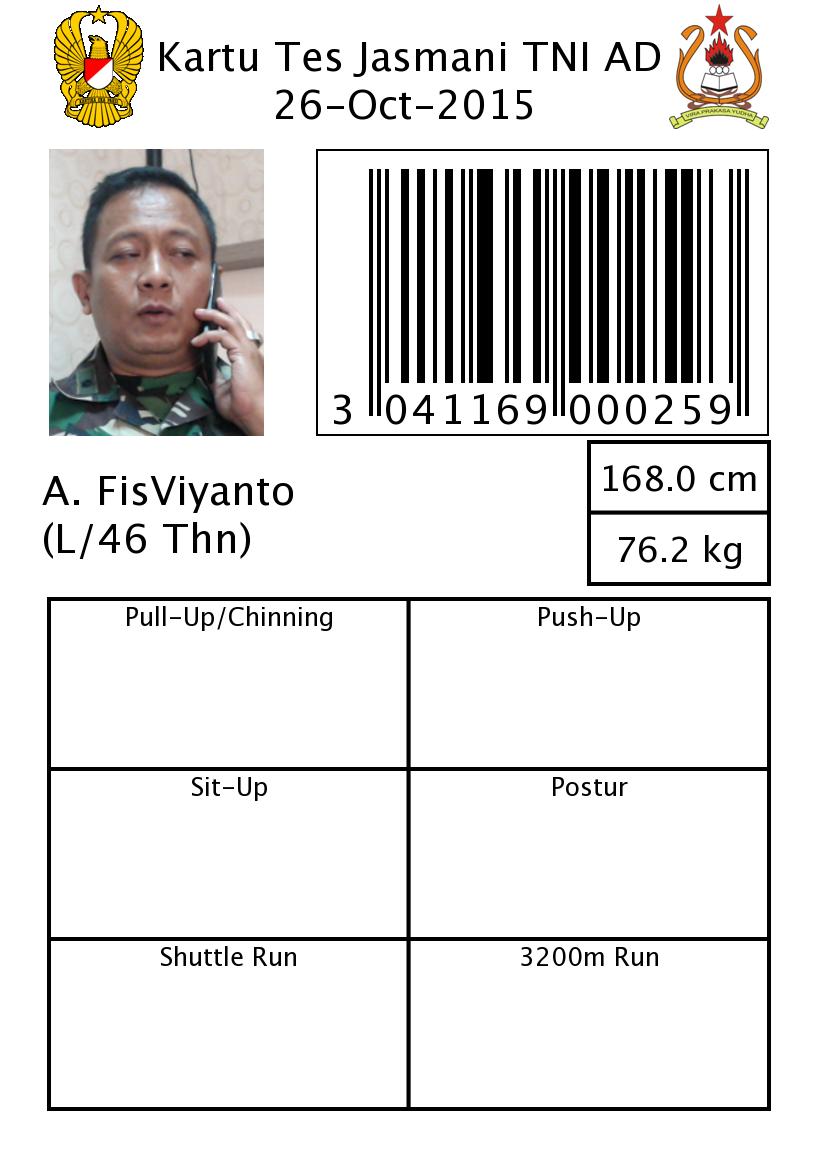 Kartu Tes Jasmani TNI AD
26-Oct-2015
VIRA PRAKASA YUDHA
3 041169 000259
A. FisViyanto
(L/46 Thn)
168.0 cm
76.2 kg
Pull-Up/Chinning
Push-Up
Sit-Up
Postur
Shuttle Run
3200m Run